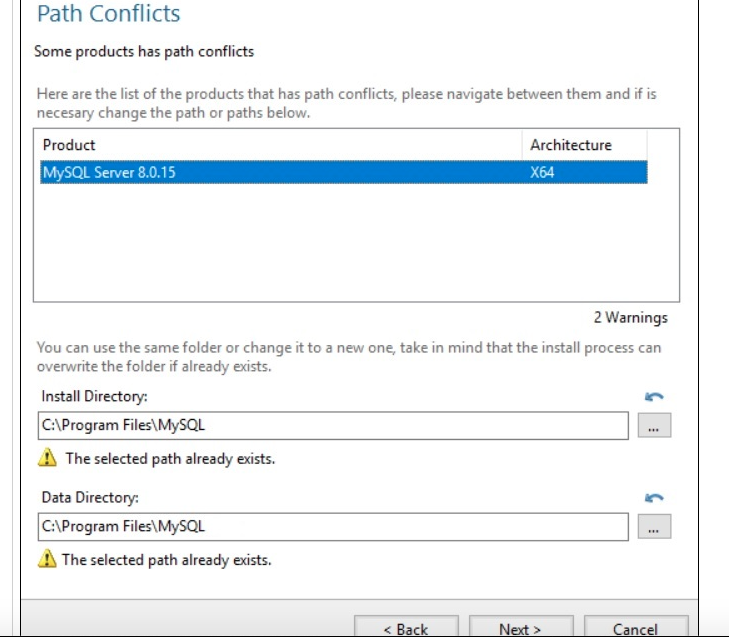 Path Conflicts
Some products has path conflicts
Here are the list of the products that has path conflicts, please navigate between them and if is
necesary change the path or paths below.
Product Architecture
MySQL Server 8.0.15 X64
2 Warnings
You can use the same folder or change it to a new one, take in mind that the install process can
overwrite the folder if already exists.
Install Directory:
C:\Program Files\MySQL
...
The selected path already exists.
Data Directory:
C:\Program Files\MySQL
...
The selected path already exists.
< Back Next > Cancel